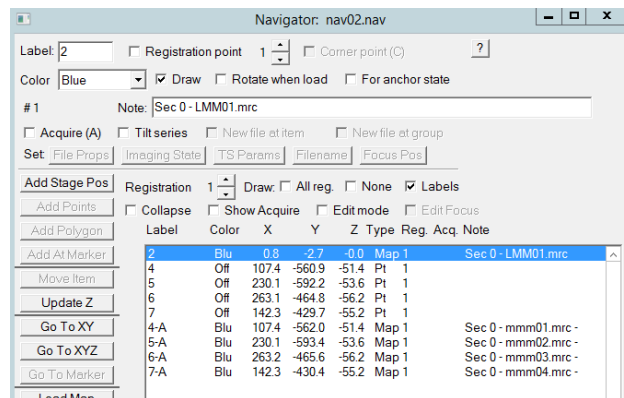 Navigator: nav02.nav
Label: 2 Registration point 1 Corner point (C) ?
Color Blue Draw Rotate when load For anchor state
# 1 Note: Sec 0 - LMM01.mrc
Acquire (A) Tilt series New file at item New file at group
Set: File Props Imaging State TS Params Filename Focus Pos
Add Stage Pos Registration 1 Draw: All reg. None Labels
Add Points Collapse Show Acquire Edit mode Edit Focus
Add Polygon Label Color X Y Z Type Reg. Acq. Note
Add At Marker 2 Blu 0.8 -2.7 -0.0 Map 1 Sec 0 - LMM01.mrc
4 Off 107.4 -560.9 -51.4 Pt 1
Move Item 5 Off 230.1 -592.2 -53.6 Pt 1
Update Z 6 Off 263.1 -464.8 -56.2 Pt 1
7 Off 142.3 -429.7 -55.2 Pt 1
Go To XY 4-A Blu 107.4 -562.0 -51.4 Map 1 Sec 0 - mmm01.mrc -
Go To XYZ 5-A Blu 230.1 -593.4 -53.6 Map 1 Sec 0 - mmm02.mrc -
6-A Blu 263.2 -465.6 -56.2 Map 1 Sec 0 - mmm03.mrc -
Go To Marker 7-A Blu 142.3 -430.4 -55.2 Map 1 Sec 0 - mmm04.mrc -
Load Map